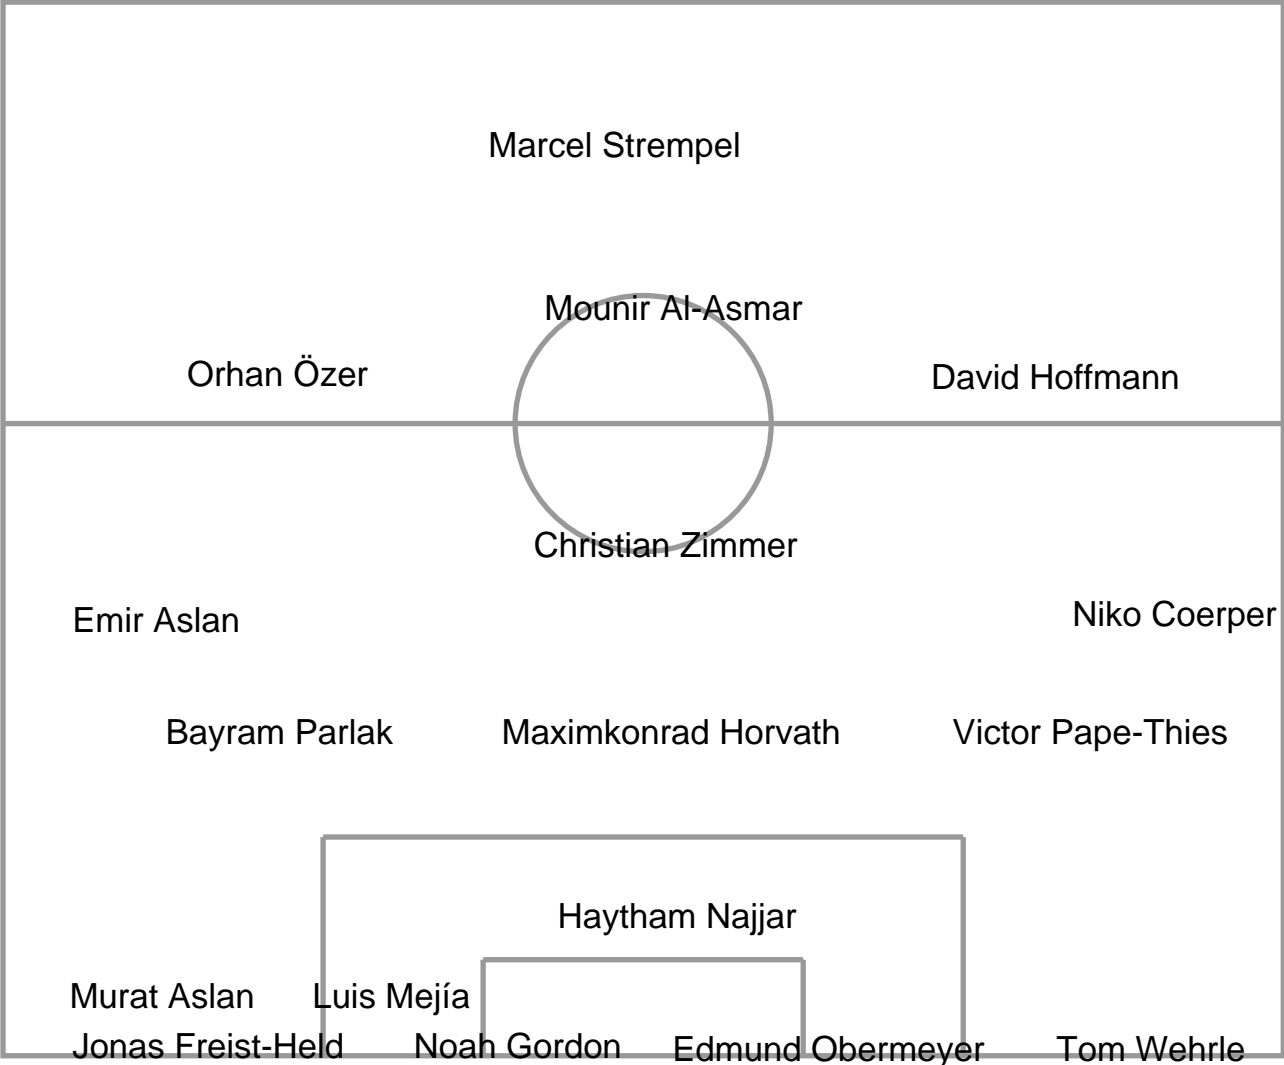 Marcel Strempel
Mounir Al-Asmar
Orhan Özer
David Hoffmann
Christian Zimmer
Emir Aslan
Niko Coerper
Bayram Parlak
Maximkonrad Horvath
Victor Pape-Thies
Haytham Najjar
Murat Aslan
Luis Mejía
Jonas Freist-Held
Noah Gordon
Edmund Obermeyer
Tom Wehrle